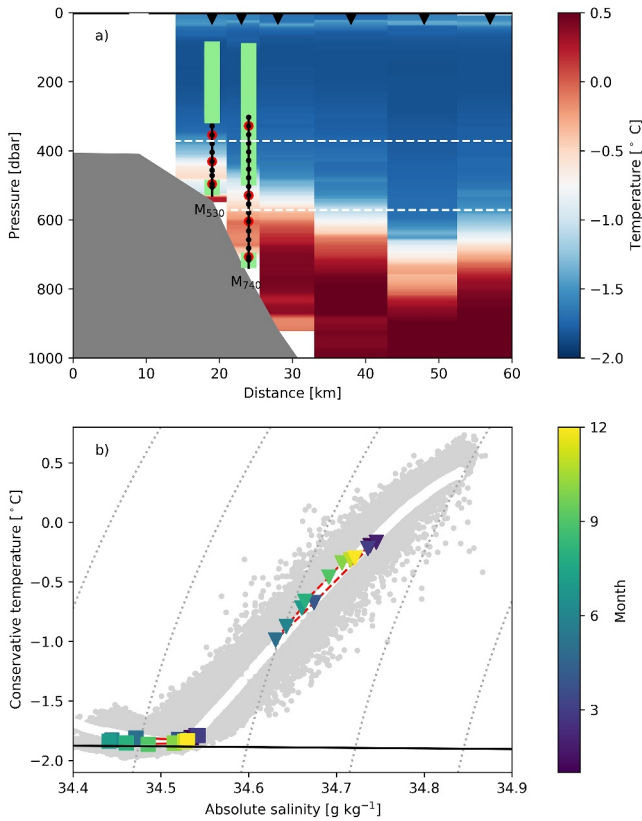 a)
0
200
400
600
800
1000
Pressure [dbar]
M530
M740
0 10 20 30 40 50 60
Distance [km]
0.5
0.0
−0.5
−1.0
−1.5
−2.0
Temperature [° C]
b)
0.5
0.0
−0.5
−1.0
−1.5
−2.0
Conservative temperature [° C]
34.4 34.5 34.6 34.7 34.8 34.9
Absolute salinity [g kg⁻¹]
12
9
6
3
Month